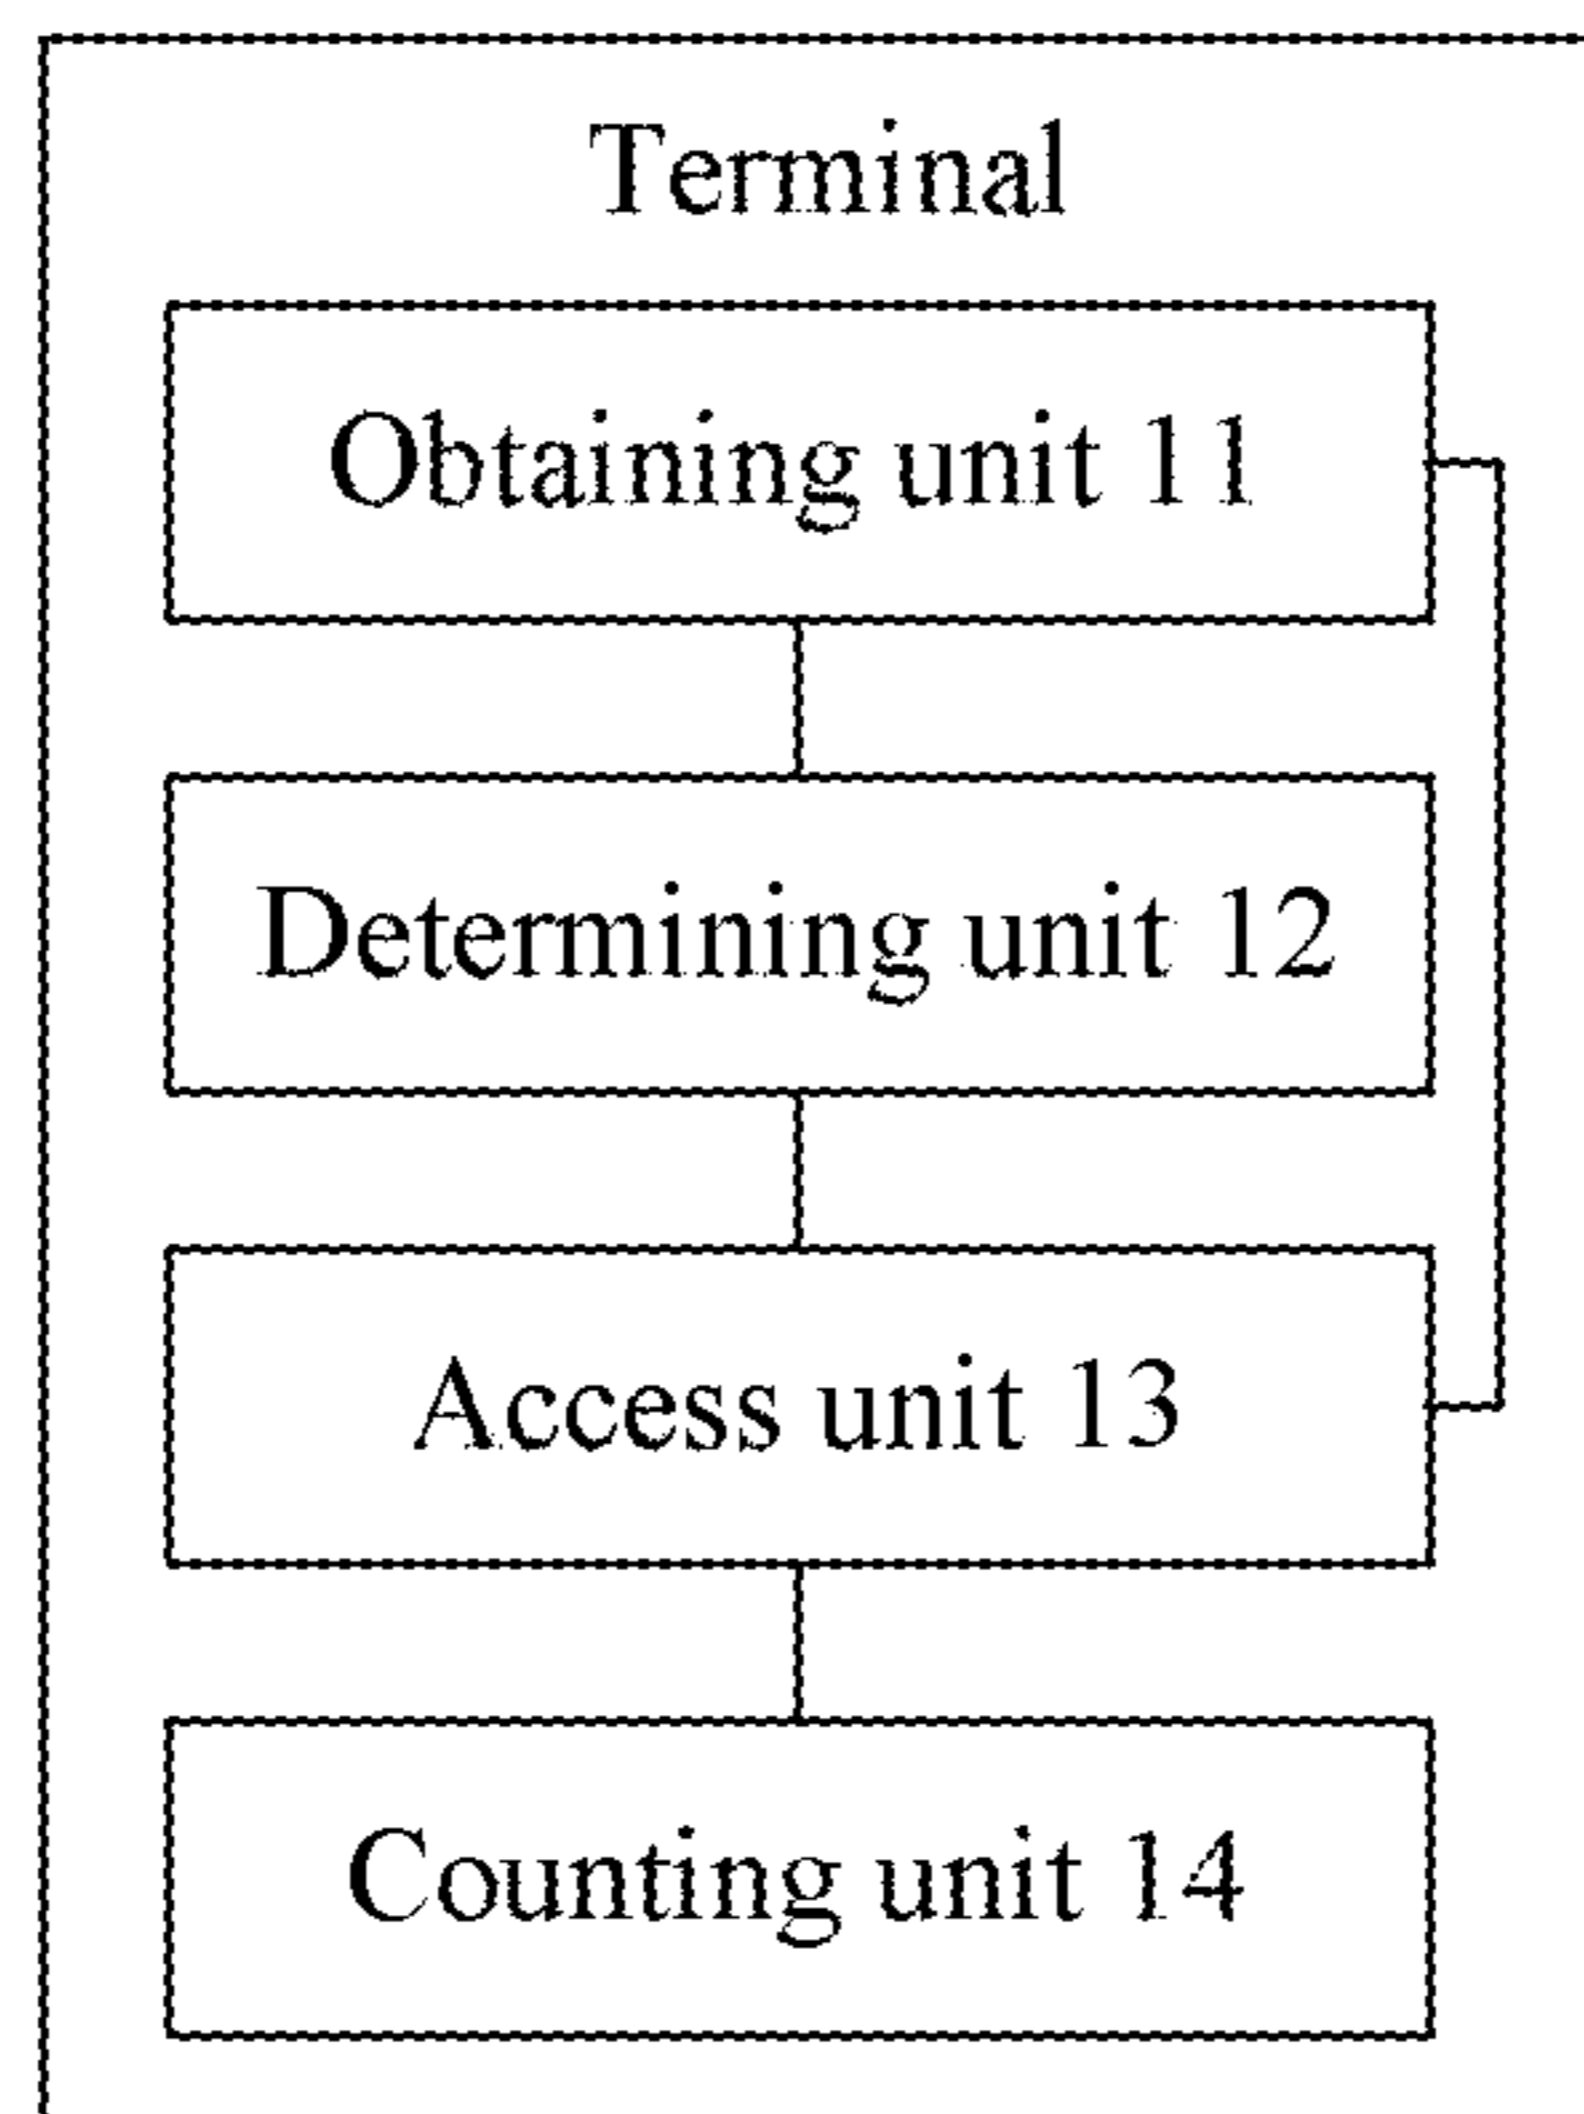 Terminal
Obtaining unit 11
Determining unit 12
Access unit 13
Counting unit 14